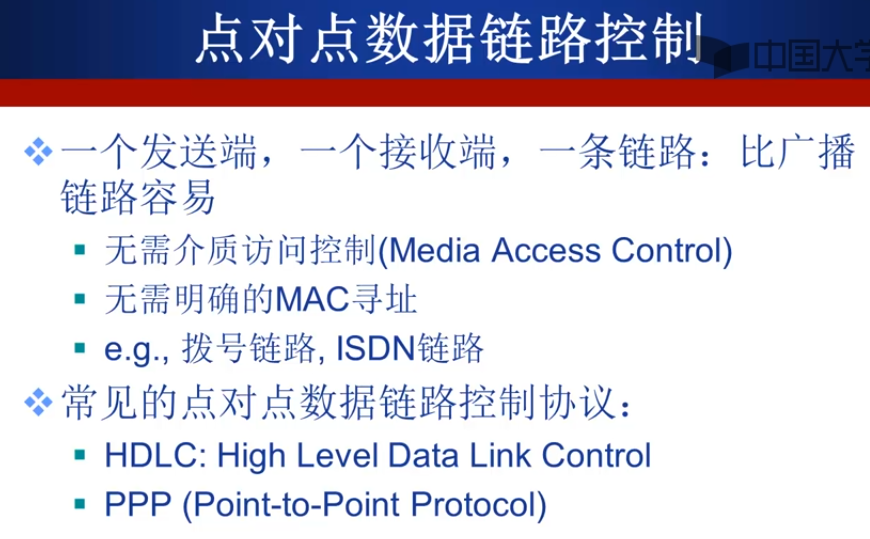 点对点数据链路控制
中国大学
一个发送端，一个接收端，一条链路：比广播
链路容易
无需介质访问控制(Media Access Control)
无需明确的MAC寻址
e.g., 拨号链路, ISDN链路
常见的点对点数据链路控制协议：
HDLC: High Level Data Link Control
PPP (Point-to-Point Protocol)